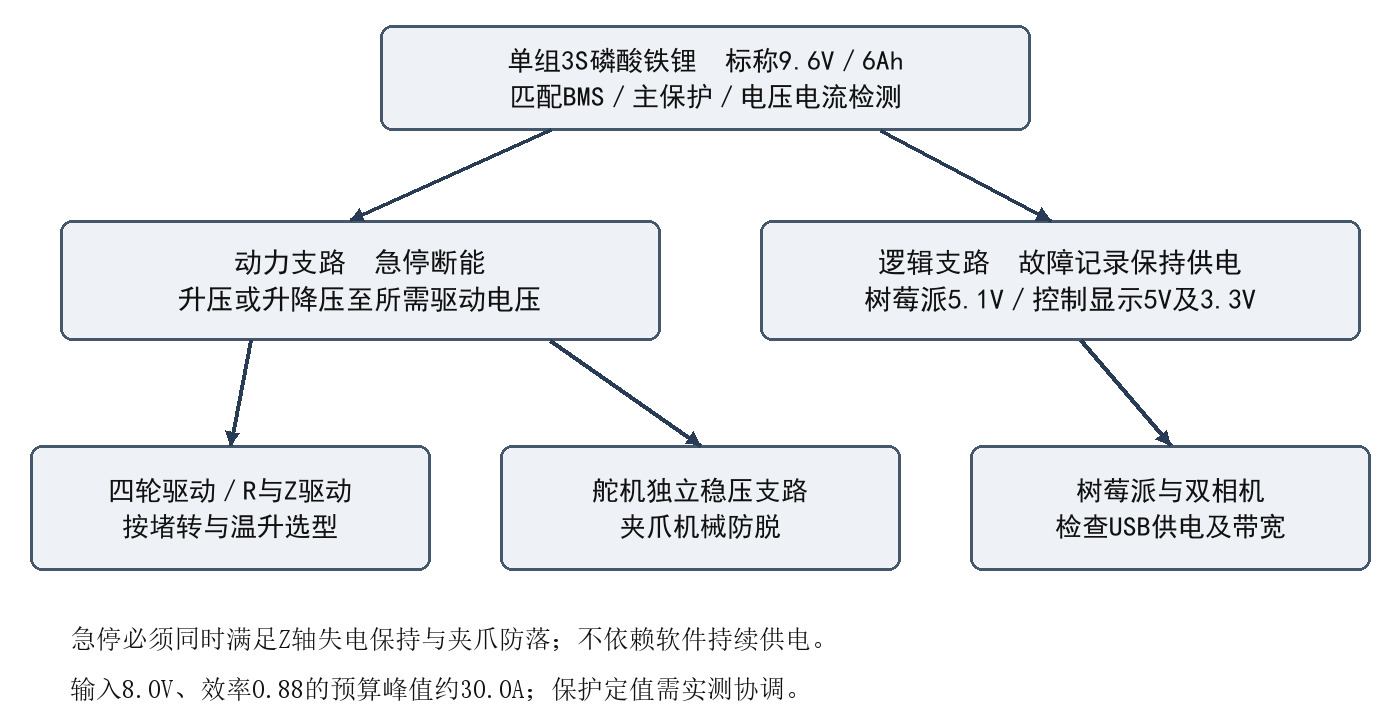 单组3S磷酸铁锂 标称9.6V / 6Ah
匹配BMS / 主保护 / 电压电流检测
动力支路 急停断能
升压或升降压至所需驱动电压
逻辑支路 故障记录保持供电
树莓派5.1V / 控制显示5V及3.3V
四轮驱动 / R与Z驱动
按堵转与温升选型
舵机独立稳压支路
夹爪机械防脱
树莓派与双相机
检查USB供电及带宽
急停必须同时满足Z轴失电保持与夹爪防落；不依赖软件持续供电。
输入8.0V、效率0.88的预算峰值约30.0A；保护定值需实测协调。